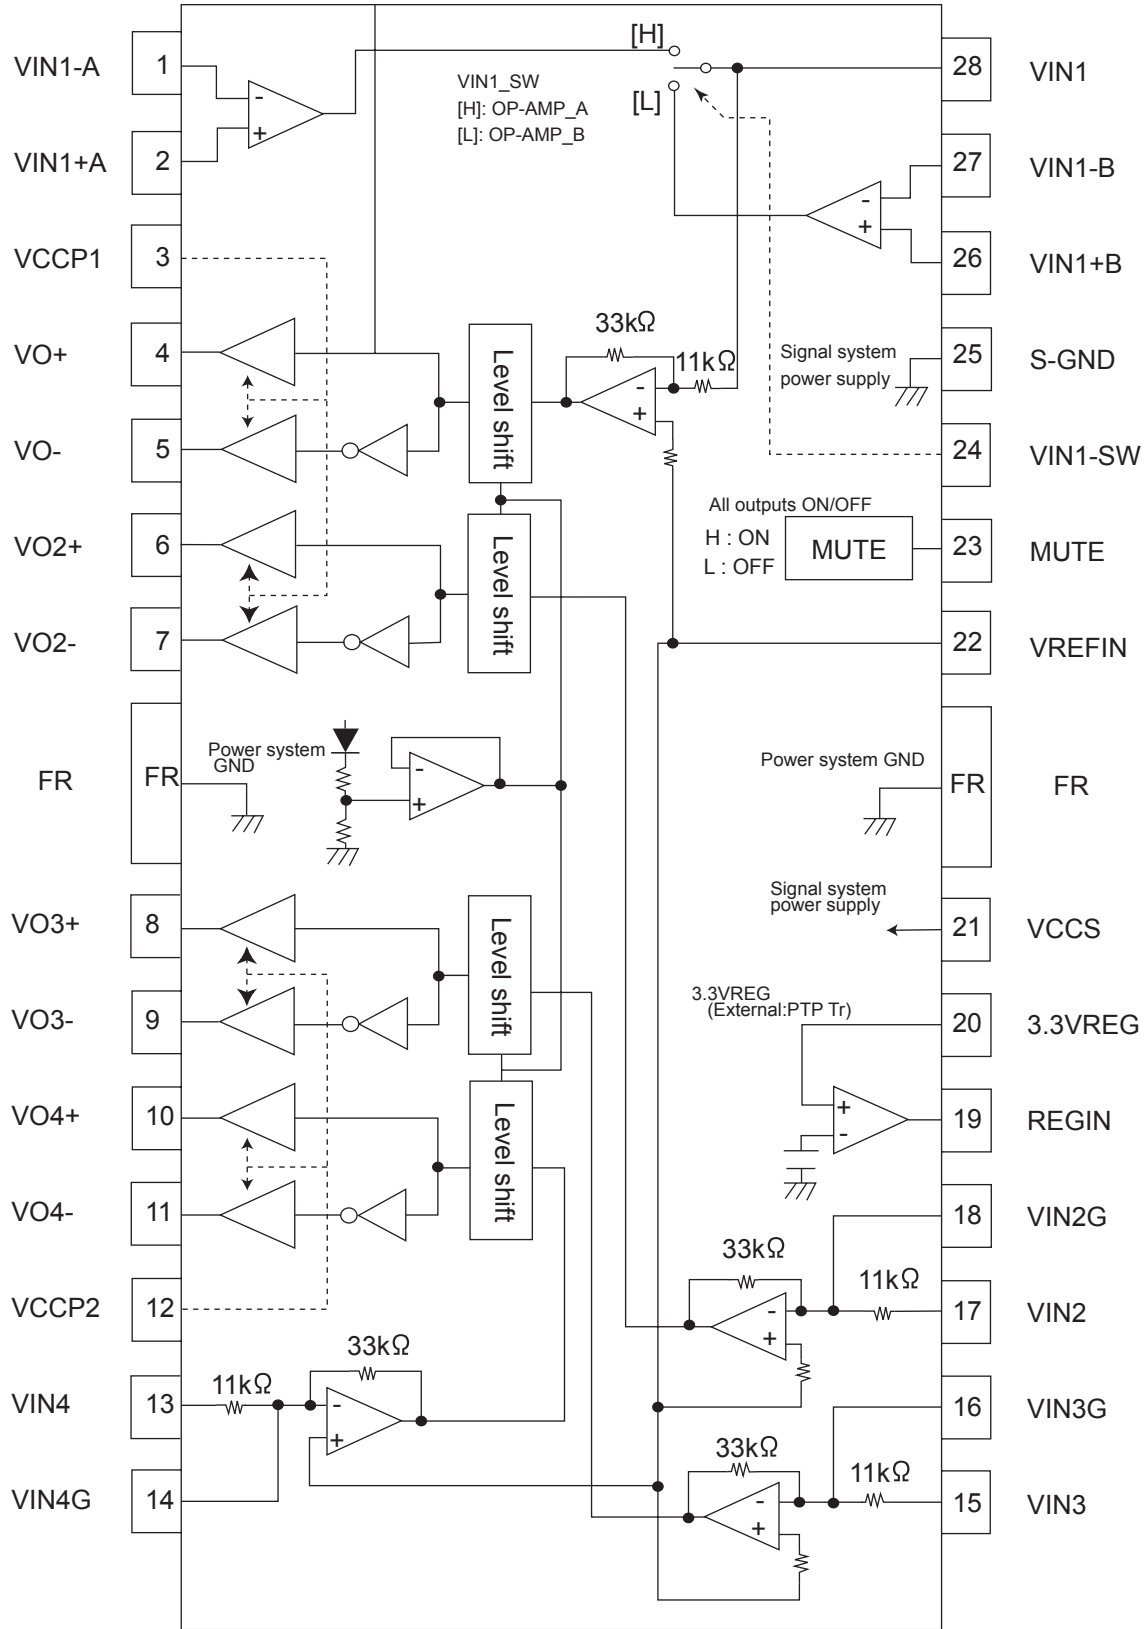 VIN1-A 1
VIN1+A 2
VCCP1 3
VO+ 4
VO- 5
VO2+ 6
VO2- 7
FR FR
VO3+ 8
VO3- 9
VO4+ 10
VO4- 11
VCCP2 12
VIN4 13
VIN4G 14
[H]
VIN1_SW
[H]: OP-AMP_A
[L]: OP-AMP_B
[L]
- +
- +
33kΩ
11kΩ
- +
Level shift
Level shift
Signal system
power supply
All outputs ON/OFF
H : ON
L : OFF
MUTE
Power system
GND
- +
Power system GND
Level shift
Level shift
Signal system
power supply
3.3VREG
(External:PTP Tr)
+ -
33kΩ
11kΩ
- +
33kΩ
11kΩ
- +
33kΩ
11kΩ
- +
28 VIN1
27 VIN1-B
26 VIN1+B
25 S-GND
24 VIN1-SW
23 MUTE
22 VREFIN
FR FR
21 VCCS
20 3.3VREG
19 REGIN
18 VIN2G
17 VIN2
16 VIN3G
15 VIN3